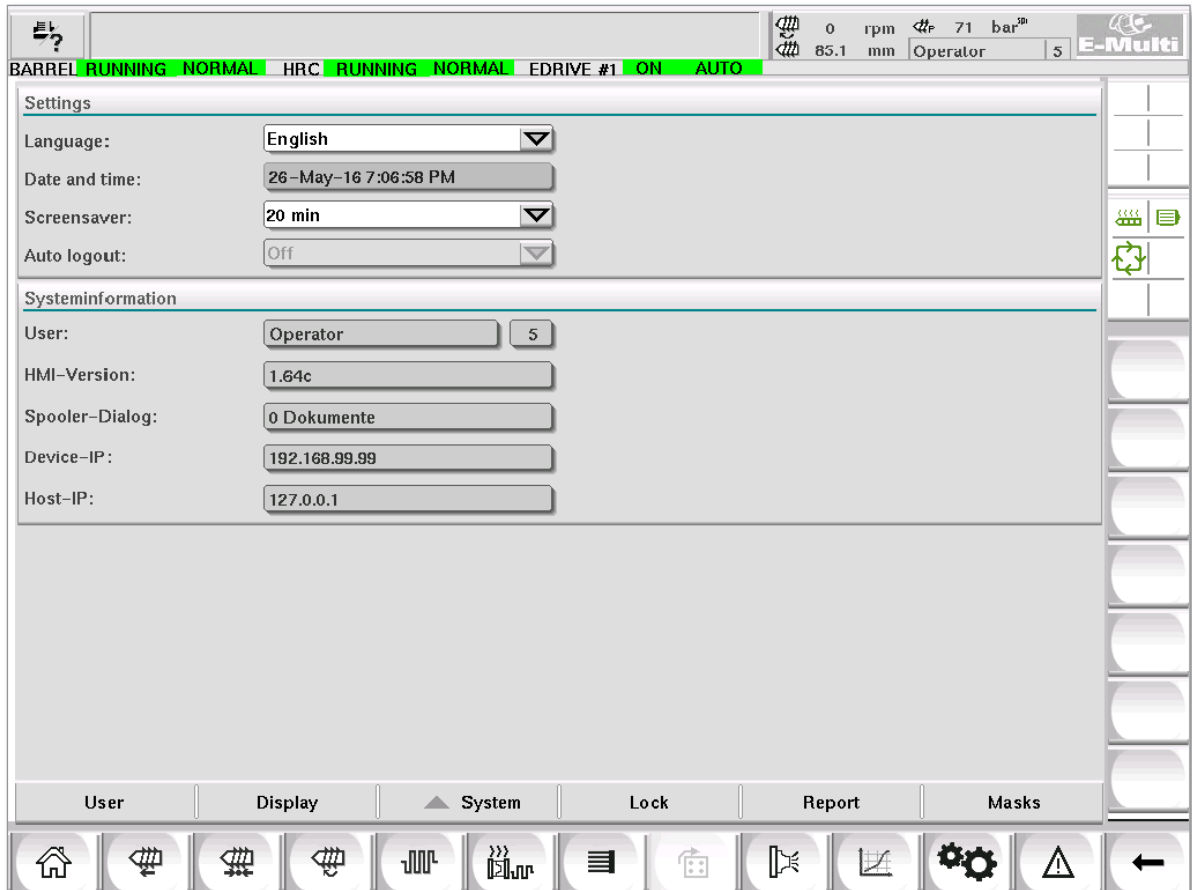 ? 0 rpm P 71 bar
85.1 mm Operator 5 E-Multi
BARREL RUNNING NORMAL HRC RUNNING NORMAL EDRIVE #1 ON AUTO
Settings
Language: English
Date and time: 26-May-16 7:06:58 PM
Screensaver: 20 min
Auto logout: Off
Systeminformation
User: Operator 5
HMI-Version: 1.64c
Spooler-Dialog: 0 Dokumente
Device-IP: 192.168.99.99
Host-IP: 127.0.0.1
User Display System Lock Report Masks